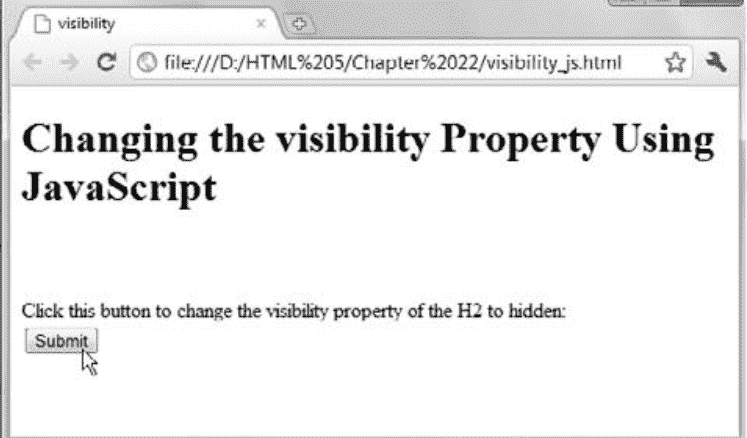 visibility
file:///D:/HTML%205/Chapter%2022/visibility_js.html
Changing the visibility Property Using
JavaScript
Click this button to change the visibility property of the H2 to hidden:
Submit